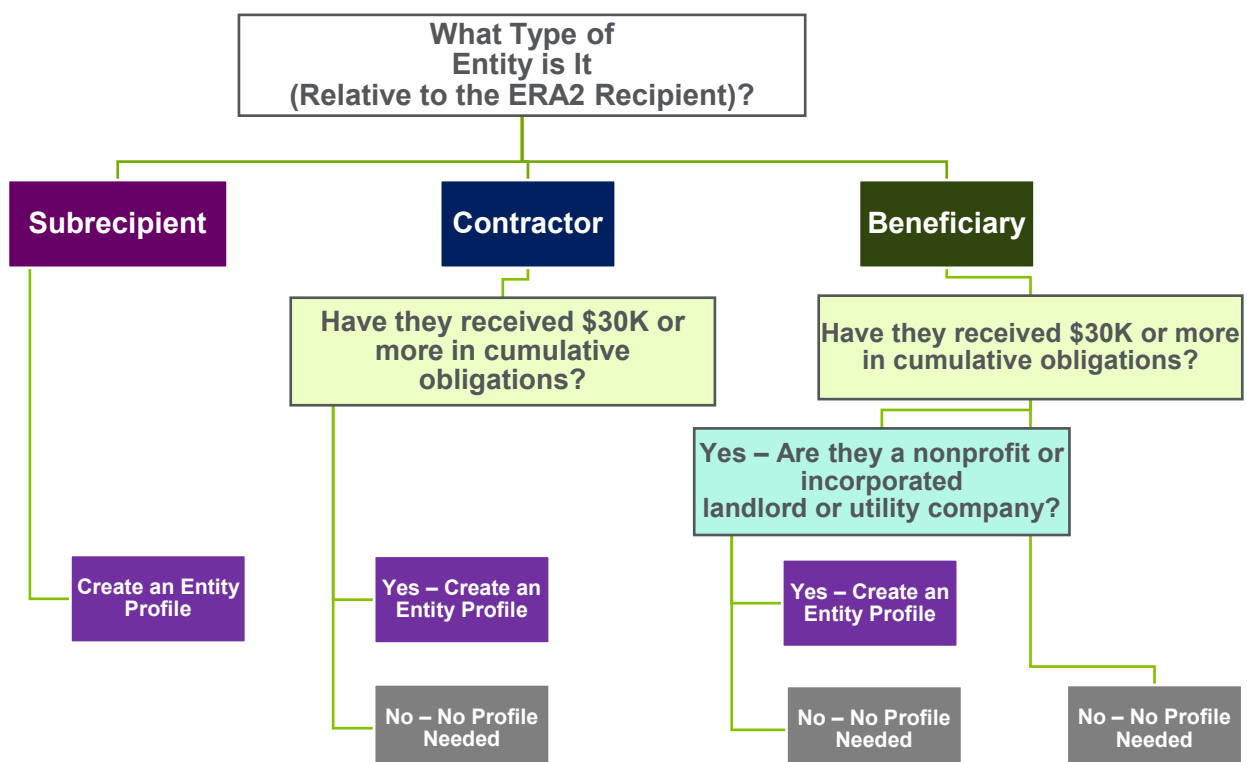 What Type of
Entity is It
(Relative to the ERA2 Recipient)?
Subrecipient
Contractor
Beneficiary
Have they received $30K or
more in cumulative
obligations?
Have they received $30K or more
in cumulative obligations?
Yes – Are they a nonprofit or
incorporated
landlord or utility company?
Create an Entity
Profile
Yes – Create an
Entity Profile
Yes – Create an
Entity Profile
No – No Profile
Needed
No – No Profile
Needed
No – No Profile
Needed